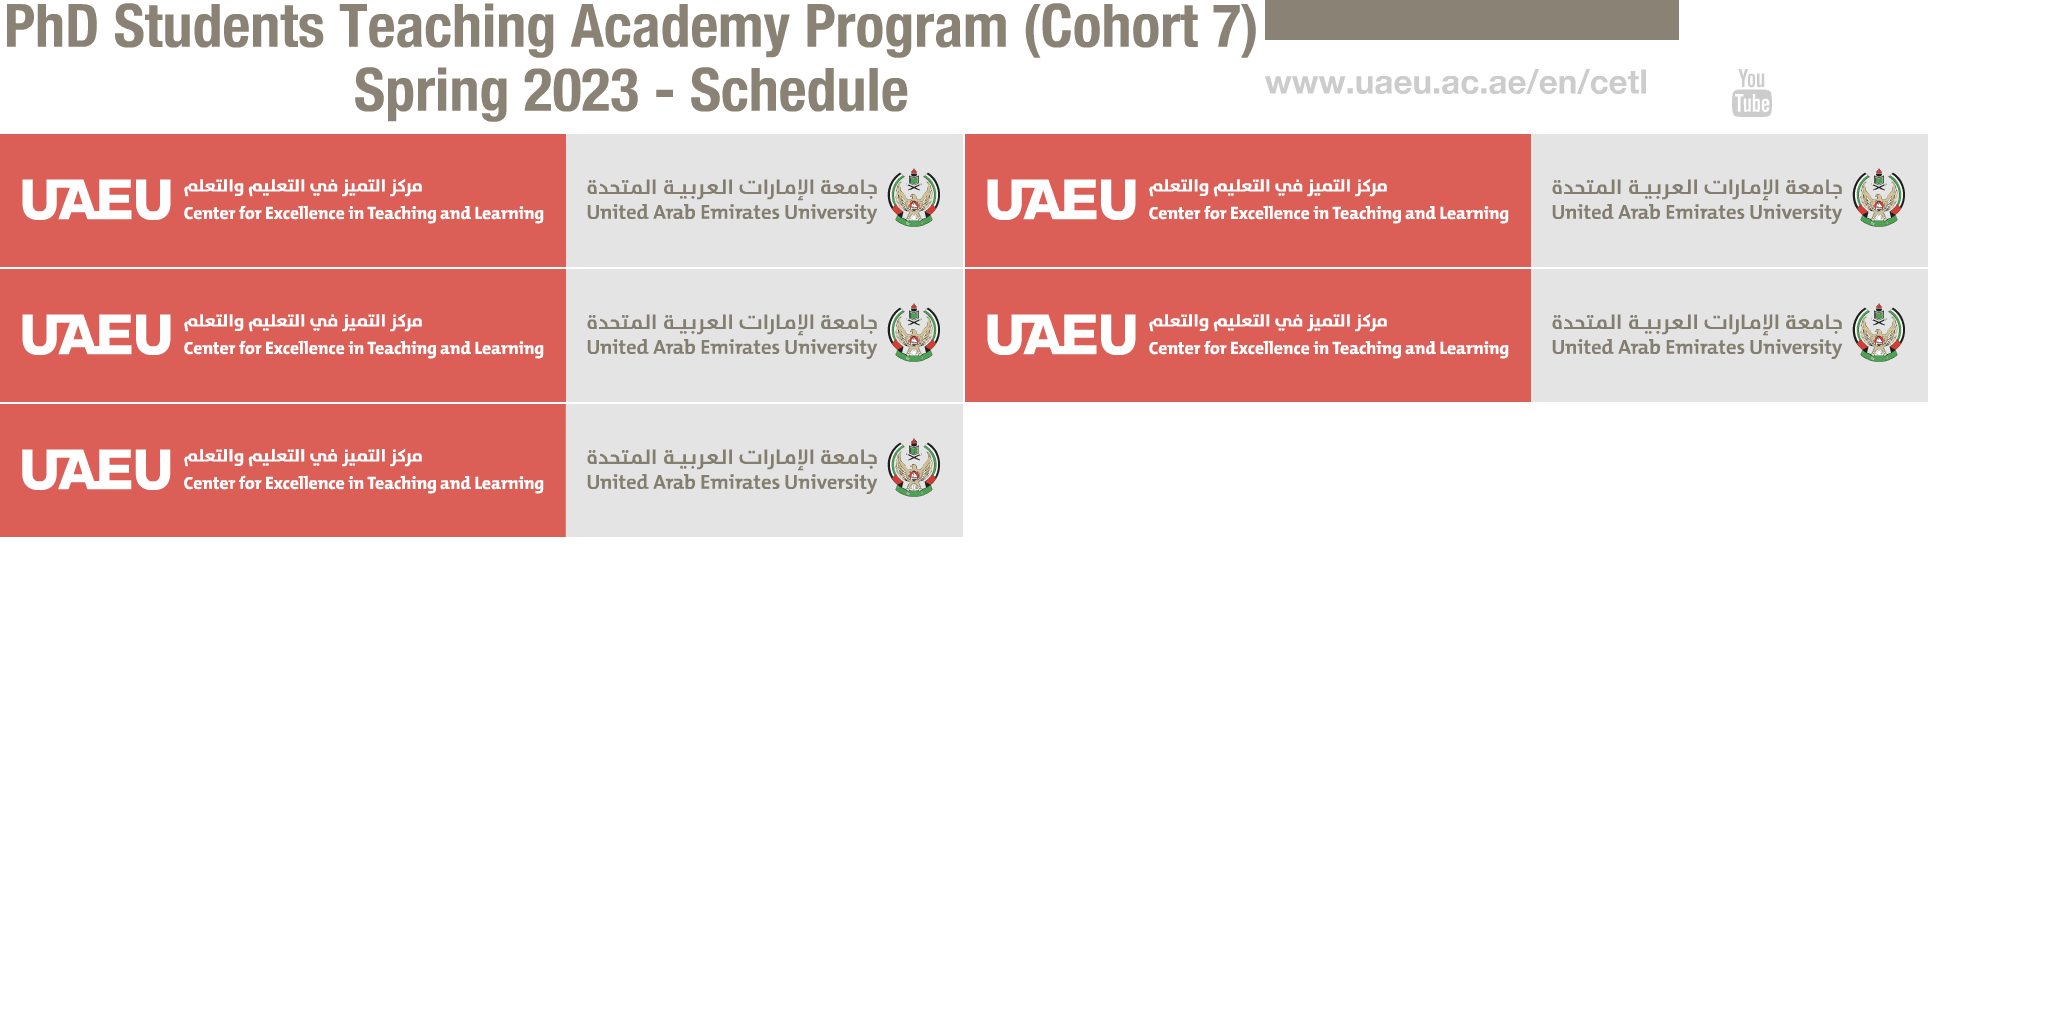 PhD Students Teaching Academy Program (Cohort 7)
Spring 2023 - Schedule
www.uaeu.ac.ae/en/cetl
You
Tube
UAEU
مركز التميز في التعليم والتعلم
Center for Excellence in Teaching and Learning
جامعة الإمارات العربية المتحدة
United Arab Emirates University
UAEU
مركز التميز في التعليم والتعلم
Center for Excellence in Teaching and Learning
جامعة الإمارات العربية المتحدة
United Arab Emirates University
UAEU
مركز التميز في التعليم والتعلم
Center for Excellence in Teaching and Learning
جامعة الإمارات العربية المتحدة
United Arab Emirates University
UAEU
مركز التميز في التعليم والتعلم
Center for Excellence in Teaching and Learning
جامعة الإمارات العربية المتحدة
United Arab Emirates University
UAEU
مركز التميز في التعليم والتعلم
Center for Excellence in Teaching and Learning
جامعة الإمارات العربية المتحدة
United Arab Emirates University